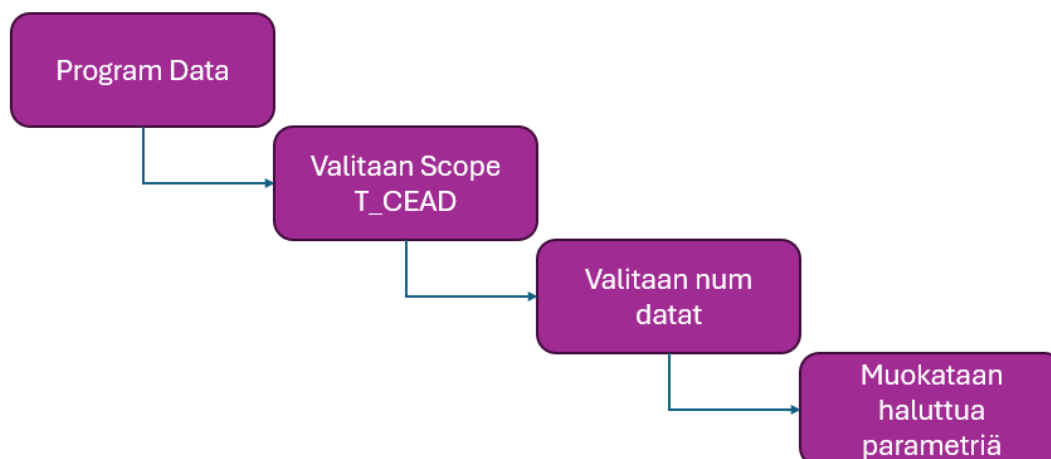 Program Data
Valitaan Scope
T_CEAD
Valitaan num
datat
Muokataan
haluttua
parametriä